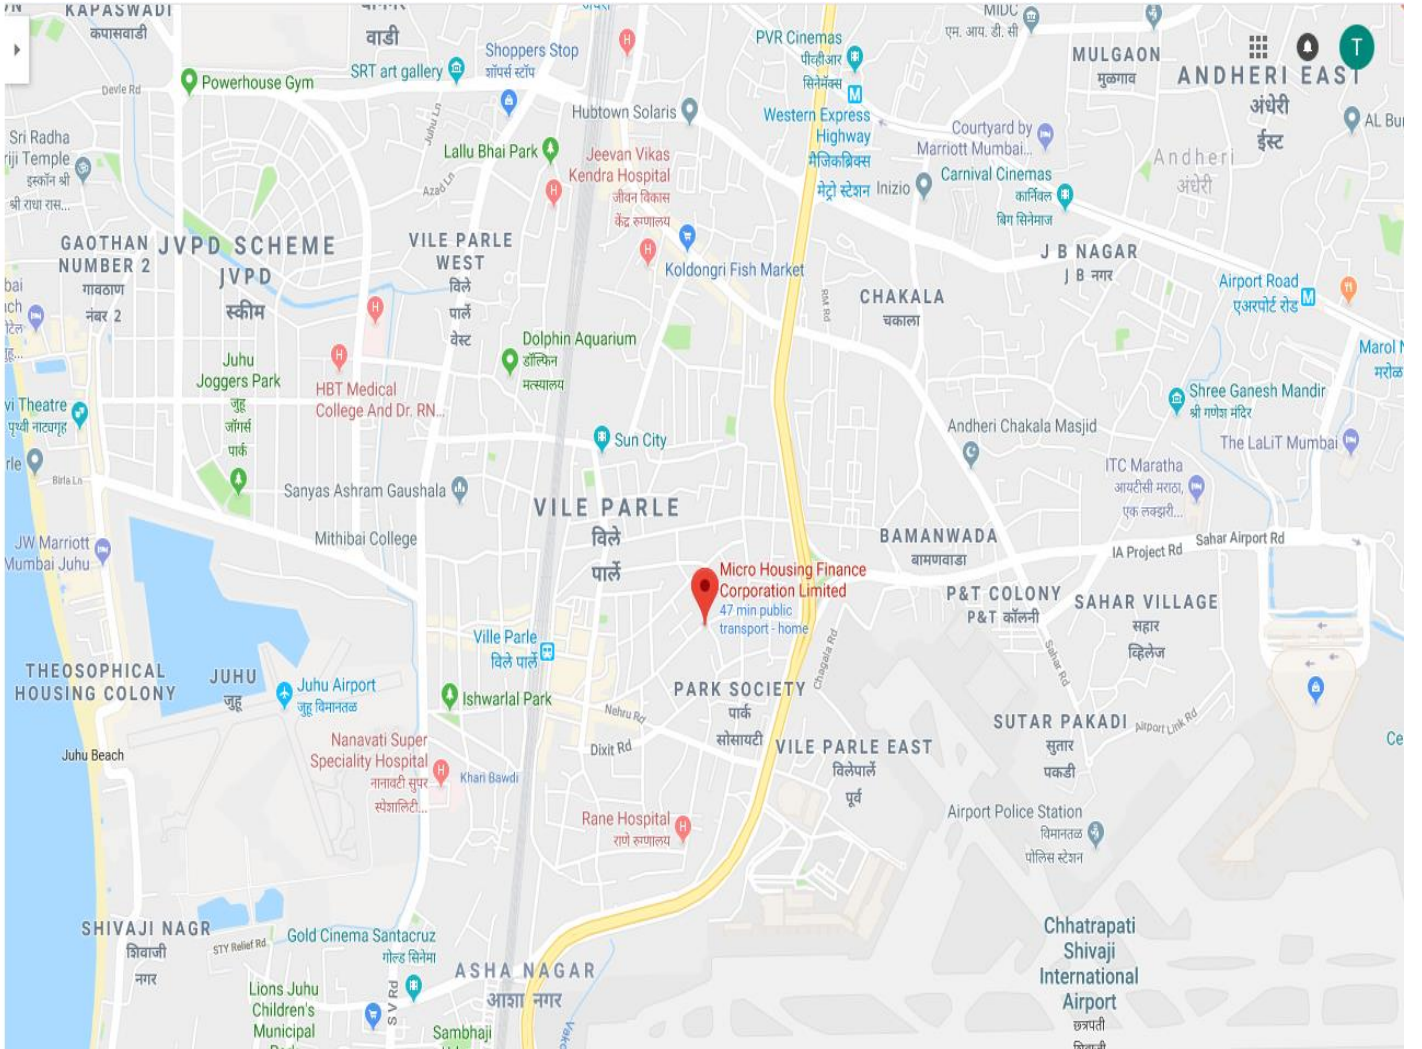 KAPASWADI
कपासवाडी
वाडी
Shoppers Stop
शॉपर्स स्टॉप
SRT art gallery
Powerhouse Gym
Devle Rd
Juhu Ln
Hubtown Solaris
PVR Cinemas
पीव्हीआर
सिनेमॅक्स
Western Express
Highway
मॅजिकब्रिक्स
मेट्रो स्टेशन
MIDC
एम. आय. डी. सी
MULGAON
मुळगाव
T
ANDHERI EAST
अंधेरी
ईस्ट
AL Bu
Courtyard by
Marriott Mumbai...
Andheri
अंधेरी
Carnival Cinemas
कार्निवल
बिग सिनेमाज
Inizio
Sri Radha
riji Temple
इस्कॉन श्री
श्री राधा रास...
Lallu Bhai Park
Azad Ln
Jeevan Vikas
Kendra Hospital
जीवन विकास
केंद्र रुग्णालय
GAOTHAN
NUMBER 2
गावठाण
नंबर 2
JVPD SCHEME
JVPD
स्कीम
VILE PARLE
WEST
विले
पार्ले
वेस्ट
Koldongri Fish Market
RM Rd
CHAKALA
चकाला
J B NAGAR
J B नगर
Airport Road
एअरपोर्ट रोड
Marol N
मरोळ
Dolphin Aquarium
डॉल्फिन
मत्स्यालय
Juhu
Joggers Park
जुहू
जॉगर्स
पार्क
HBT Medical
College And Dr. RN...
vi Theatre
पृथ्वी नाट्यगृह
rle
Birla Ln
Sun City
Shree Ganesh Mandir
श्री गणेश मंदिर
The LaLiT Mumbai
Andheri Chakala Masjid
ITC Maratha
आयटीसी मराठा,
एक लक्झरी...
Sanyas Ashram Gaushala
Mithibai College
VILE PARLE
विले
पार्ले
JW Marriott
Mumbai Juhu
BAMANWADA
बामणवाडा
IA Project Rd
Sahar Airport Rd
Micro Housing Finance
Corporation Limited
47 min public
transport - home
P&T COLONY
P&T कॉलनी
SAHAR VILLAGE
सहार
व्हिलेज
Sahar Rd
Chagala Rd
Ville Parle
विले पार्ले
THEOSOPHICAL
HOUSING COLONY
JUHU
जुहू
Juhu Airport
जुहू विमानतळ
Ishwarlal Park
PARK SOCIETY
पार्क
सोसायटी
Nehru Rd
Dixit Rd
SUTAR PAKADI
सुतार
पकडी
Airport Link Rd
Ce
Juhu Beach
Nanavati Super
Speciality Hospital
नानावटी सुपर
स्पेशालिटी...
Khari Bawdi
VILE PARLE EAST
विलेपार्ले
पूर्व
Rane Hospital
राणे रुग्णालय
Airport Police Station
विमानतळ
पोलिस स्टेशन
SHIVAJI NAGR
शिवाजी
नगर
STY Relief Rd
Gold Cinema Santacruz
गोल्ड सिनेमा
S V Rd
ASHA NAGAR
आशा नगर
Chhatrapati
Shivaji
International
Airport
छत्रपती
Lions Juhu
Children's
Municipal
Sambhaji